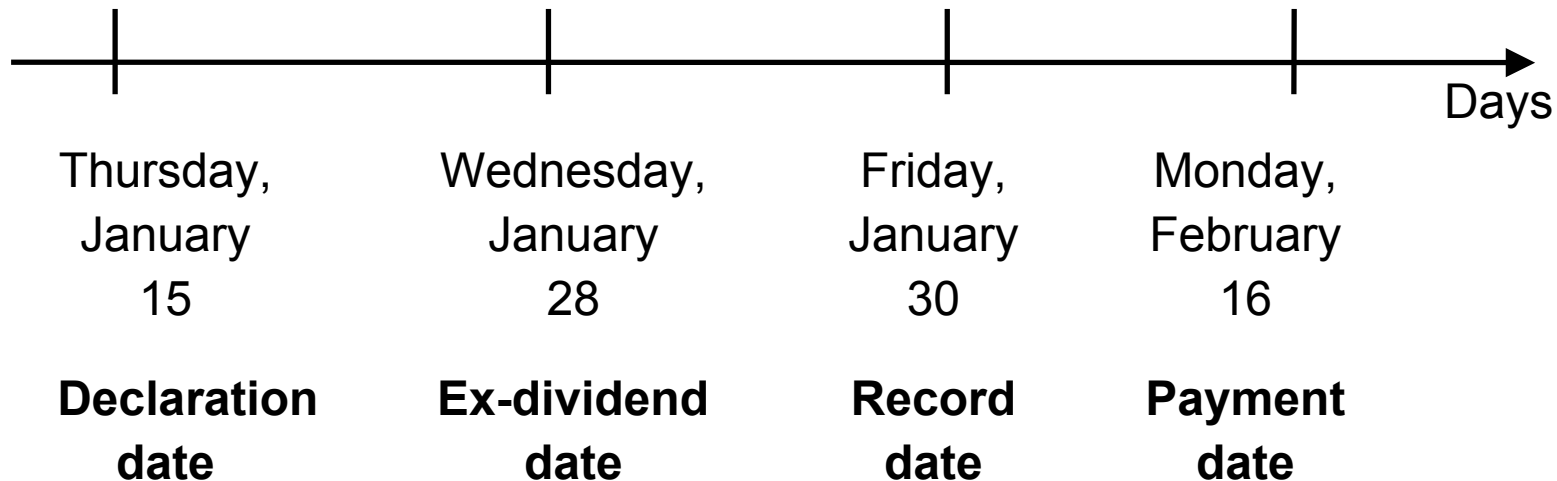 Days
Thursday,
January
15
Wednesday,
January
28
Friday,
January
30
Monday,
February
16
Declaration
date
Ex-dividend
date
Record
date
Payment
date